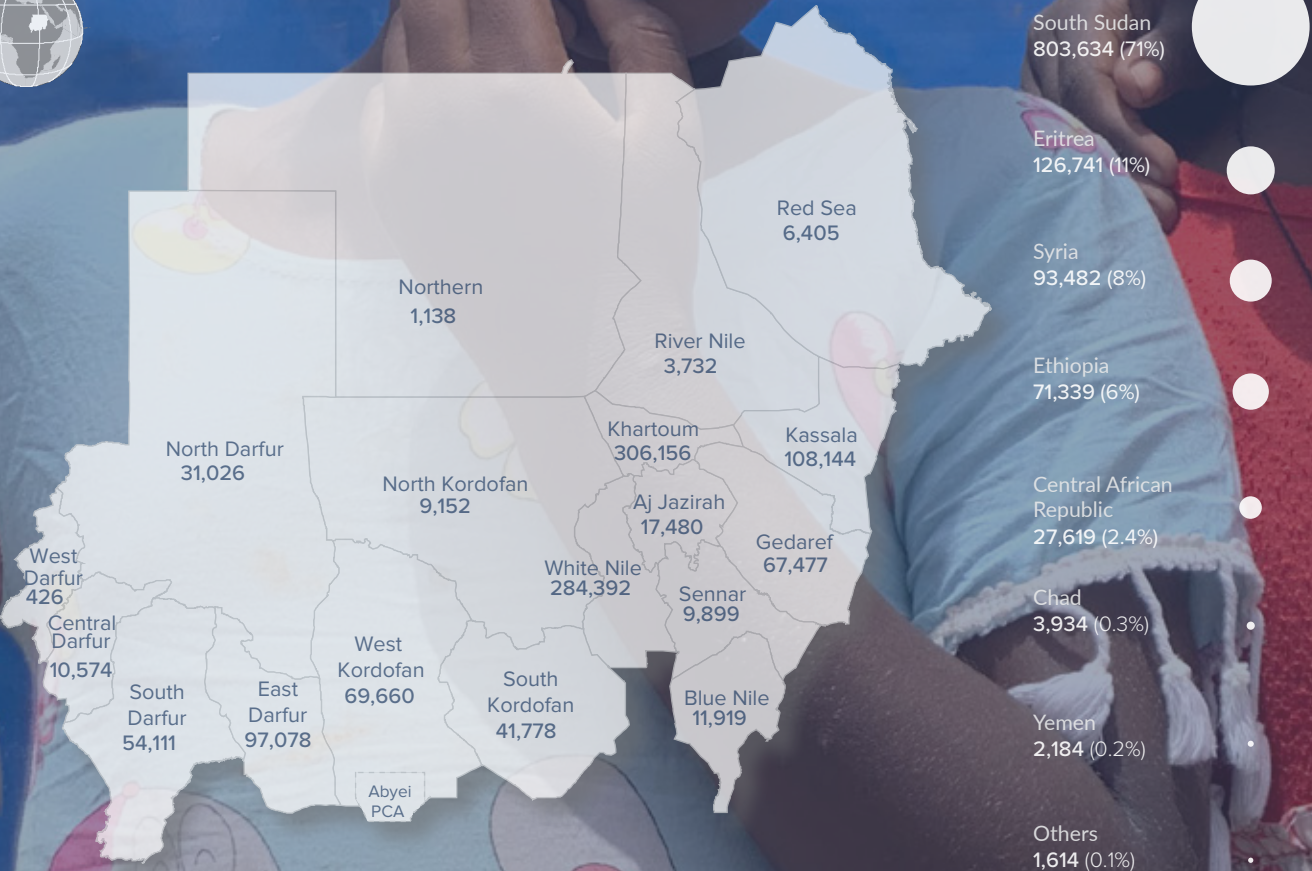 Red Sea
6,405
Northern
1,138
River Nile
3,732
Khartoum
306,156
Kassala
108,144
North Darfur
31,026
North Kordofan
9,152
Aj Jazirah
17,480
Gedaref
67,477
West
Darfur
426
White Nile
284,392
Sennar
9,899
Central
Darfur
10,574
West
Kordofan
69,660
South
Darfur
54,111
East
Darfur
97,078
South
Kordofan
41,778
Blue Nile
11,919
Abyei
PCA
South Sudan
803,634 (71%)
Eritrea
126,741 (11%)
Syria
93,482 (8%)
Ethiopia
71,339 (6%)
Central African
Republic
27,619 (2.4%)
Chad
3,934 (0.3%)
Yemen
2,184 (0.2%)
Others
1,614 (0.1%)